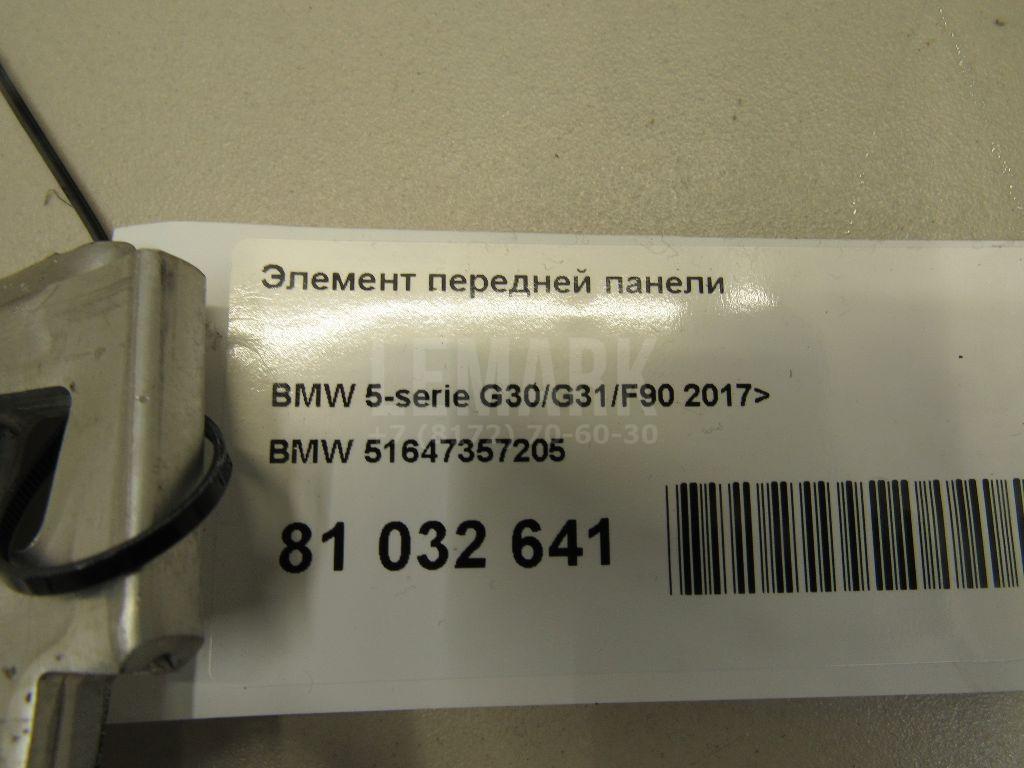 Элемент передней панели
LEMARK
BMW 5-serie G30/G31/F90 2017>
+7 (8172) 70-60-30
BMW 51647357205
81 032 641